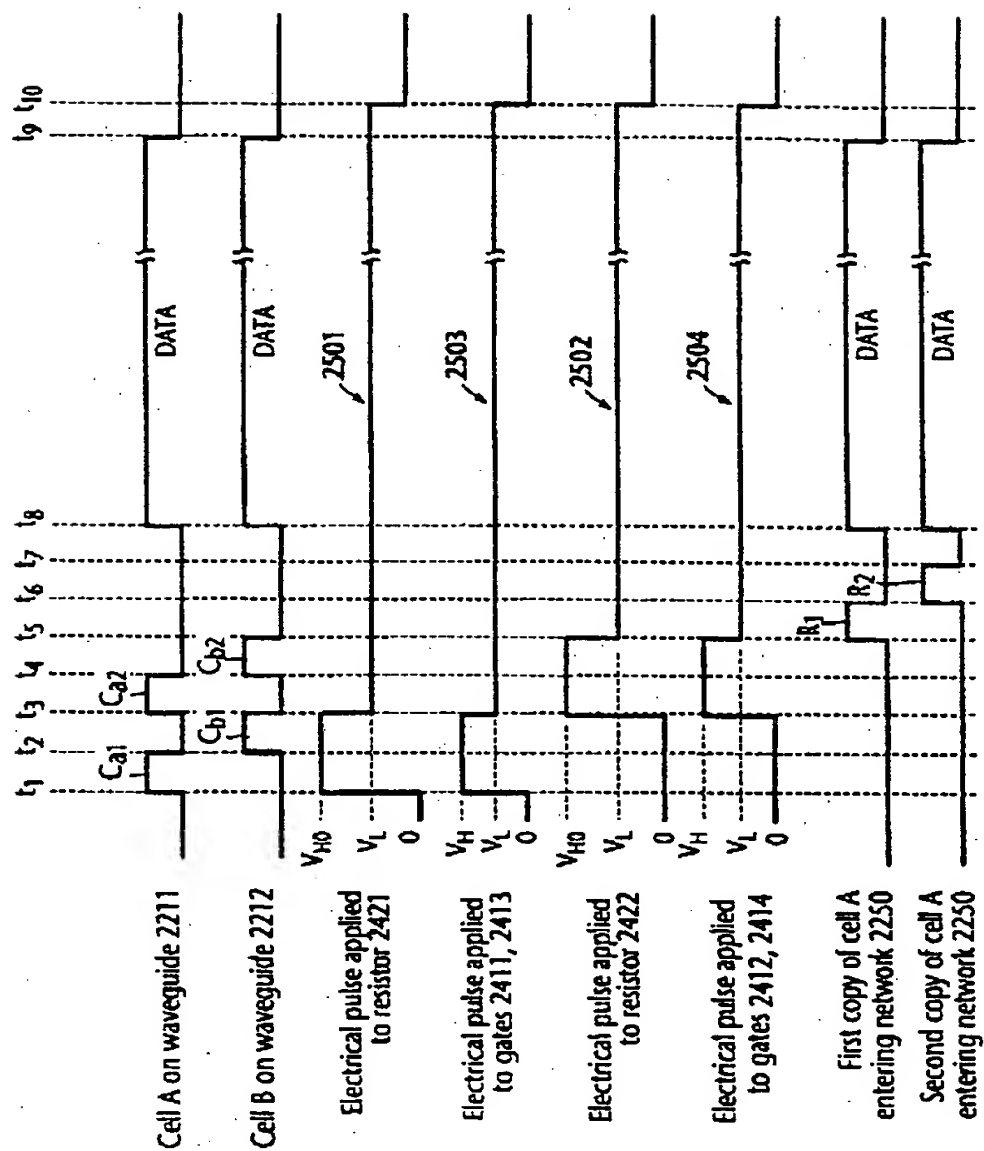 t1 t2 t3 t4 t5 t6 t7 t8 t9 t10
Cell A on waveguide 2211
Ca1 Ca2 DATA
Cell B on waveguide 2212
Cb1 Cb2 DATA
Electrical pulse applied
to resistor 2421
VH0
VL
0
2501
Electrical pulse applied
to gates 2411, 2413
VH
VL
0
2503
Electrical pulse applied
to resistor 2422
VH0
VL
0
2502
Electrical pulse applied
to gates 2412, 2414
VH
VL
0
2504
First copy of cell A
entering network 2250
R1 DATA
Second copy of cell A
entering network 2250
R2 DATA